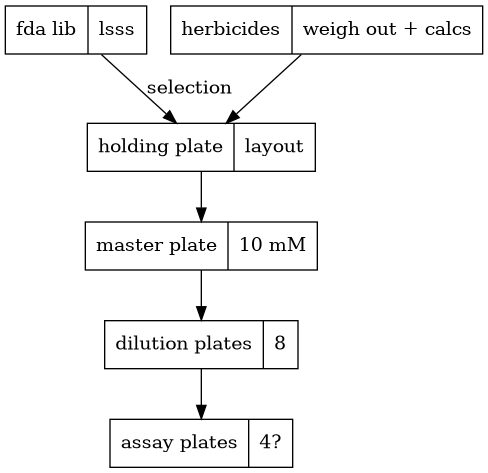 fda lib lsss
herbicides weigh out + calcs
selection
holding plate layout
master plate 10 mM
dilution plates 8
assay plates 4?